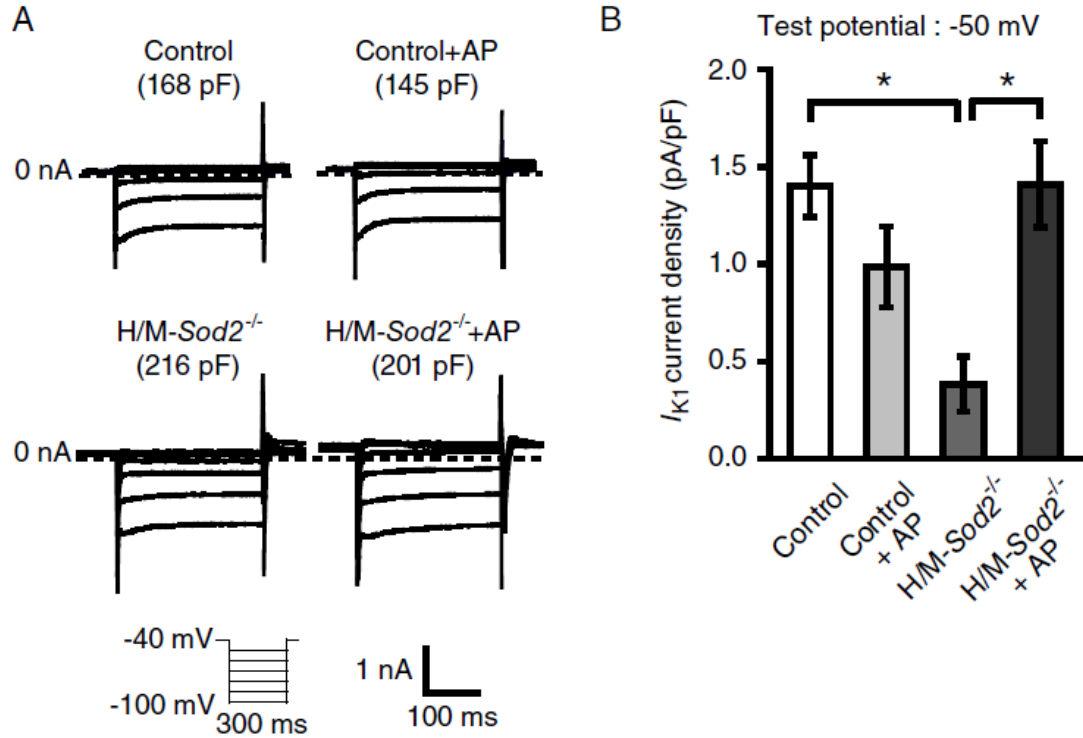 A
Control
(168 pF)
Control+AP
(145 pF)
0 nA
H/M-Sod2-/-
(216 pF)
H/M-Sod2-/-+AP
(201 pF)
0 nA
-40 mV
-100 mV
300 ms
1 nA
100 ms
B
Test potential : -50 mV
IK1 current density (pA/pF)
2.0
1.5
1.0
0.5
0.0
*
*
Control
Control
+ AP
H/M-Sod2-/-
H/M-Sod2-/-
+ AP